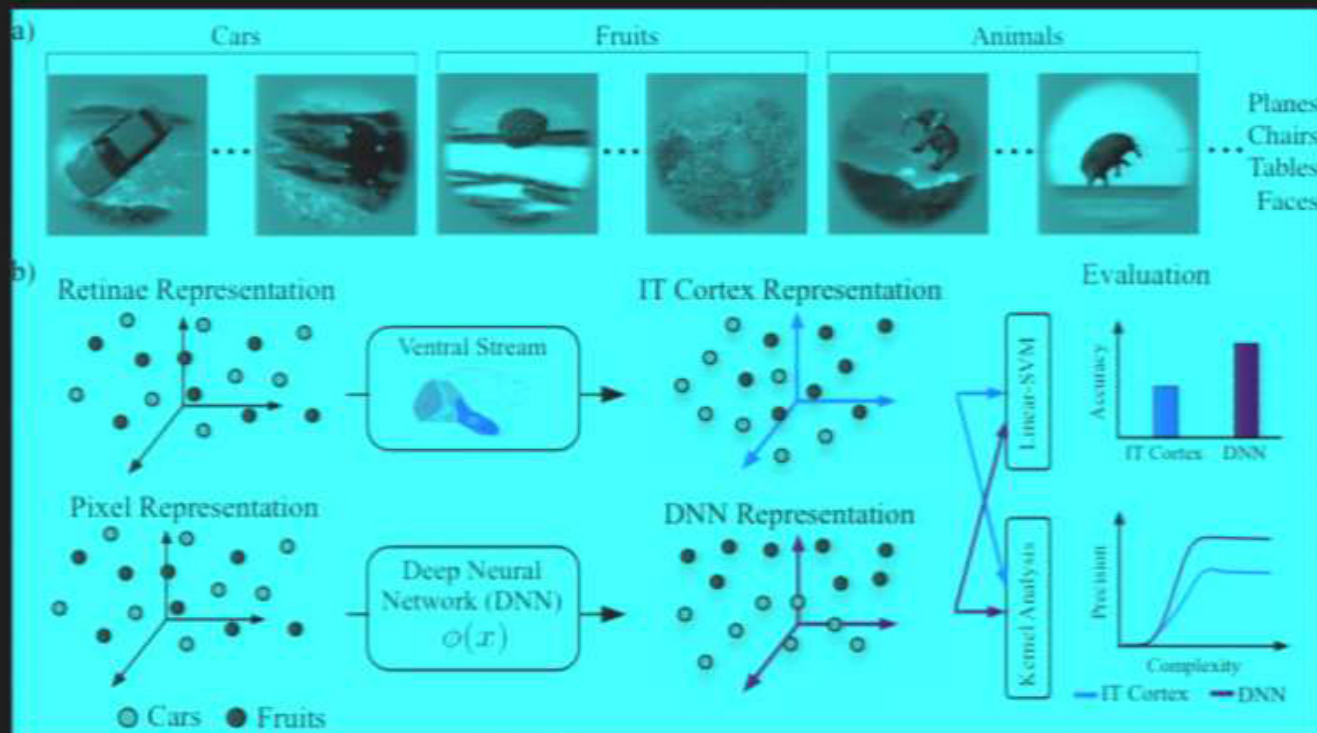 a)
Cars
Fruits
Animals
Planes
Chairs
Tables
Faces
b)
Retinae Representation
Ventral Stream
IT Cortex Representation
Evaluation
Linear-SVM
Accuracy
IT Cortex
DNN
Pixel Representation
Deep Neural
Network (DNN)
ϕ(x)
DNN Representation
Kernel Analysis
Precision
Complexity
IT Cortex
DNN
Cars
Fruits